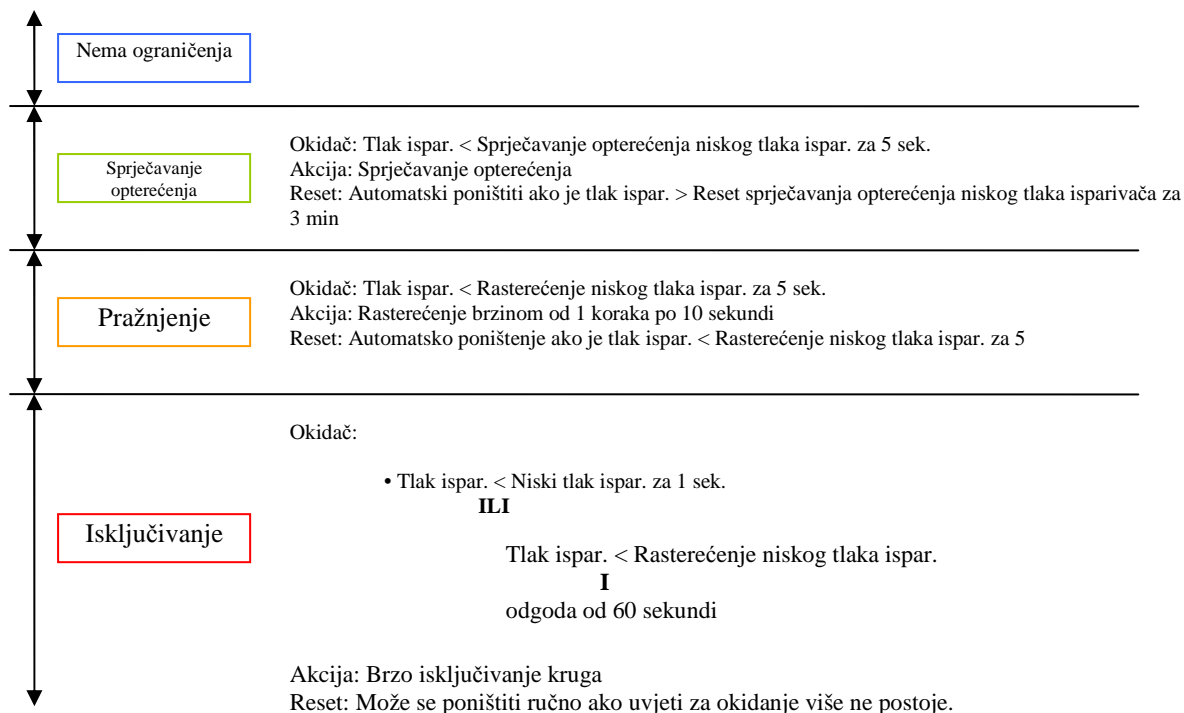 Nema ograničenja
Sprječavanje
opterećenja
Okidač: Tlak ispar. < Sprječavanje opterećenja niskog tlaka ispar. za 5 sek.
Akcija: Sprječavanje opterećenja
Reset: Automatski poništiti ako je tlak ispar. > Reset sprječavanja opterećenja niskog tlaka isparivača za
3 min
Pražnjenje
Okidač: Tlak ispar. < Rasterećenje niskog tlaka ispar. za 5 sek.
Akcija: Rasterećenje brzinom od 1 koraka po 10 sekundi
Reset: Automatsko poništenje ako je tlak ispar. < Rasterećenje niskog tlaka ispar. za 5
Isključivanje
Okidač:
• Tlak ispar. < Niski tlak ispar. za 1 sek.
ILI
Tlak ispar. < Rasterećenje niskog tlaka ispar.
I
odgoda od 60 sekundi
Akcija: Brzo isključivanje kruga
Reset: Može se poništiti ručno ako uvjeti za okidanje više ne postoje.